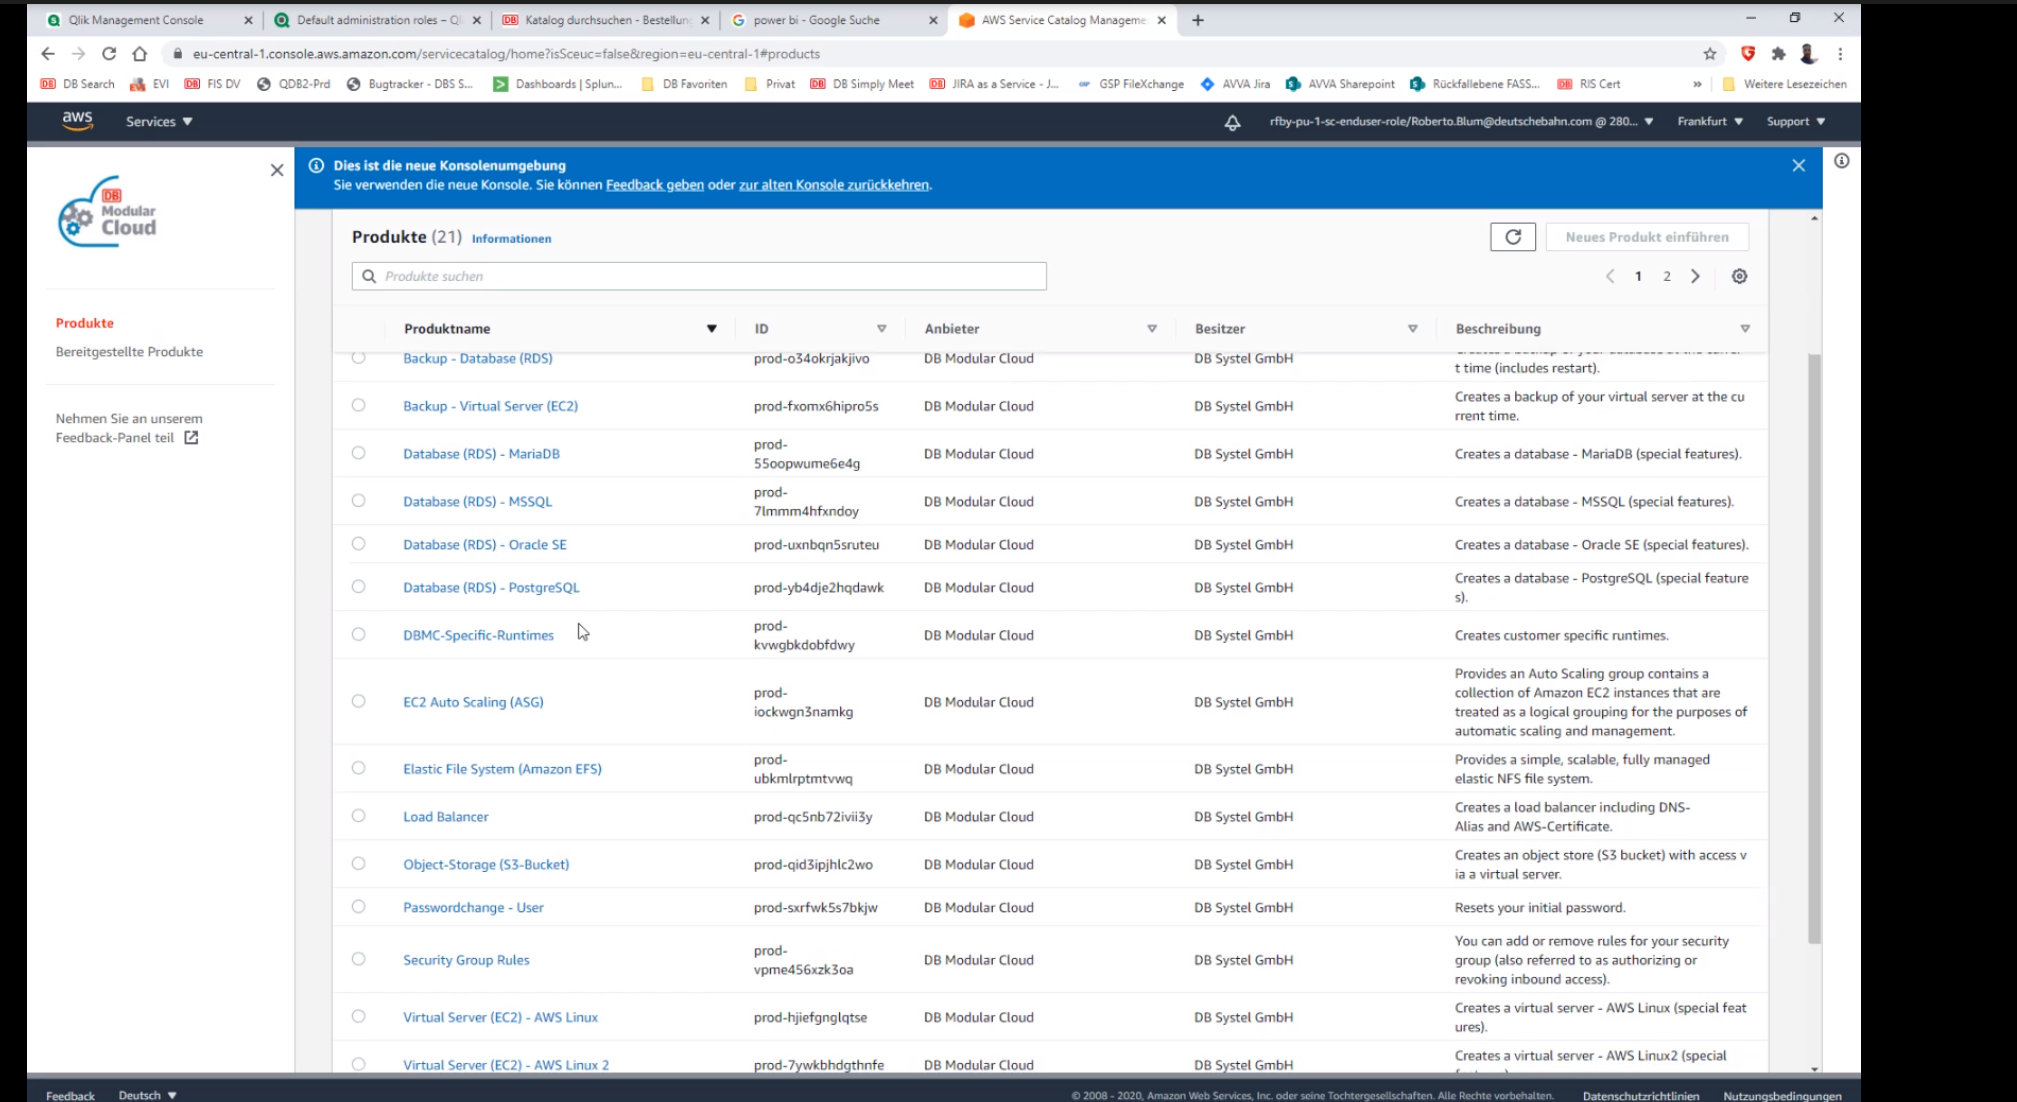 Qlik Management Console
Default administration roles – Qli
Katalog durchsuchen - Bestellung
power bi - Google Suche
AWS Service Catalog Manageme
eu-central-1.console.aws.amazon.com/servicecatalog/home?isSceuc=false&region=eu-central-1#products
DB Search
EVI
FIS DV
QDB2-Prd
Bugtracker - DBS S...
Dashboards | Splun...
DB Favoriten
Privat
DB Simply Meet
JIRA as a Service - J...
GSP FileXchange
AVVA Jira
AVVA Sharepoint
Rückfallebene FASS...
RIS Cert
Weitere Lesezeichen
aws Services
rfby-pu-1-sc-enduser-role/Roberto.Blum@deutschebahn.com @ 280... Frankfurt Support
DB
Modular
Cloud
Produkte
Bereitgestellte Produkte
Nehmen Sie an unserem
Feedback-Panel teil
Dies ist die neue Konsolenumgebung
Sie verwenden die neue Konsole. Sie können Feedback geben oder zur alten Konsole zurückkehren.
Produkte (21) Informationen
Neues Produkt einführen
Produkte suchen
1 2
Produktname ID Anbieter Besitzer Beschreibung
Backup - Database (RDS) prod-o34okrjakjivo DB Modular Cloud DB Systel GmbH
t time (includes restart).
Backup - Virtual Server (EC2) prod-fxomx6hipro5s DB Modular Cloud DB Systel GmbH Creates a backup of your virtual server at the cu
rrent time.
Database (RDS) - MariaDB prod-
55oopwume6e4g DB Modular Cloud DB Systel GmbH Creates a database - MariaDB (special features).
Database (RDS) - MSSQL prod-
7lmmm4hfxndoy DB Modular Cloud DB Systel GmbH Creates a database - MSSQL (special features).
Database (RDS) - Oracle SE prod-uxnbqn5sruteu DB Modular Cloud DB Systel GmbH Creates a database - Oracle SE (special features).
Database (RDS) - PostgreSQL prod-yb4dje2hqdawk DB Modular Cloud DB Systel GmbH Creates a database - PostgreSQL (special feature
s).
DBMC-Specific-Runtimes prod-
kvwgbkdobfdwy DB Modular Cloud DB Systel GmbH Creates customer specific runtimes.
EC2 Auto Scaling (ASG) prod-
iockwgn3namkg DB Modular Cloud DB Systel GmbH Provides an Auto Scaling group contains a
collection of Amazon EC2 instances that are
treated as a logical grouping for the purposes of
automatic scaling and management.
Elastic File System (Amazon EFS) prod-
ubkmlrptmtvwq DB Modular Cloud DB Systel GmbH Provides a simple, scalable, fully managed
elastic NFS file system.
Load Balancer prod-qc5nb72ivii3y DB Modular Cloud DB Systel GmbH Creates a load balancer including DNS-
Alias and AWS-Certificate.
Object-Storage (S3-Bucket) prod-qid3ipjhlc2wo DB Modular Cloud DB Systel GmbH Creates an object store (S3 bucket) with access v
ia a virtual server.
Passwordchange - User prod-sxrfwk5s7bkjw DB Modular Cloud DB Systel GmbH Resets your initial password.
Security Group Rules prod-
vpme456xzk3oa DB Modular Cloud DB Systel GmbH You can add or remove rules for your security
group (also referred to as authorizing or
revoking inbound access).
Virtual Server (EC2) - AWS Linux prod-hjiefgnglqtse DB Modular Cloud DB Systel GmbH Creates a virtual server - AWS Linux (special feat
ures).
Virtual Server (EC2) - AWS Linux 2 prod-7ywkbhdgthnfe DB Modular Cloud DB Systel GmbH Creates a virtual server - AWS Linux2 (special
Feedback Deutsch
© 2008 - 2020, Amazon Web Services, Inc. oder seine Tochtergesellschaften. Alle Rechte vorbehalten. Datenschutzrichtlinien Nutzungsbedingungen